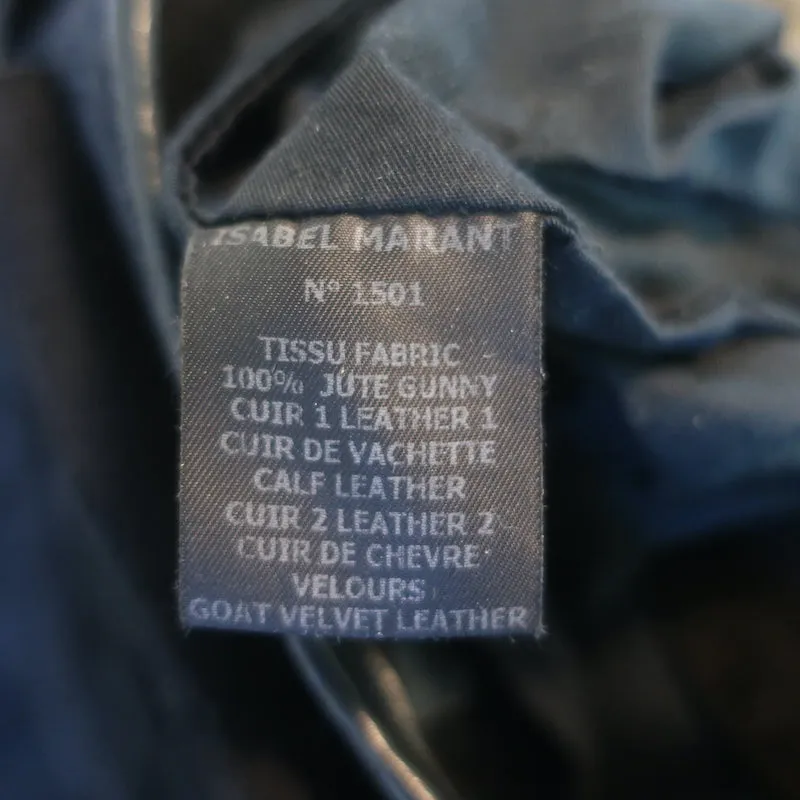 ISABEL MARANT
N° 1501
TISSU FABRIC
100% JUTE GUNNY
CUIR 1 LEATHER 1
CUIR DE VACHETTE
CALF LEATHER
CUIR 2 LEATHER 2
CUIR DE CHEVRE
VELOURS
GOAT VELVET LEATHER